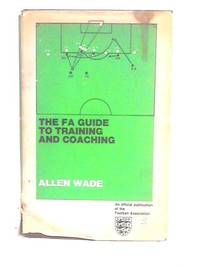 THE FA GUIDE
TO TRAINING
AND COACHING
ALLEN WADE
An official publication
of the
Football Association